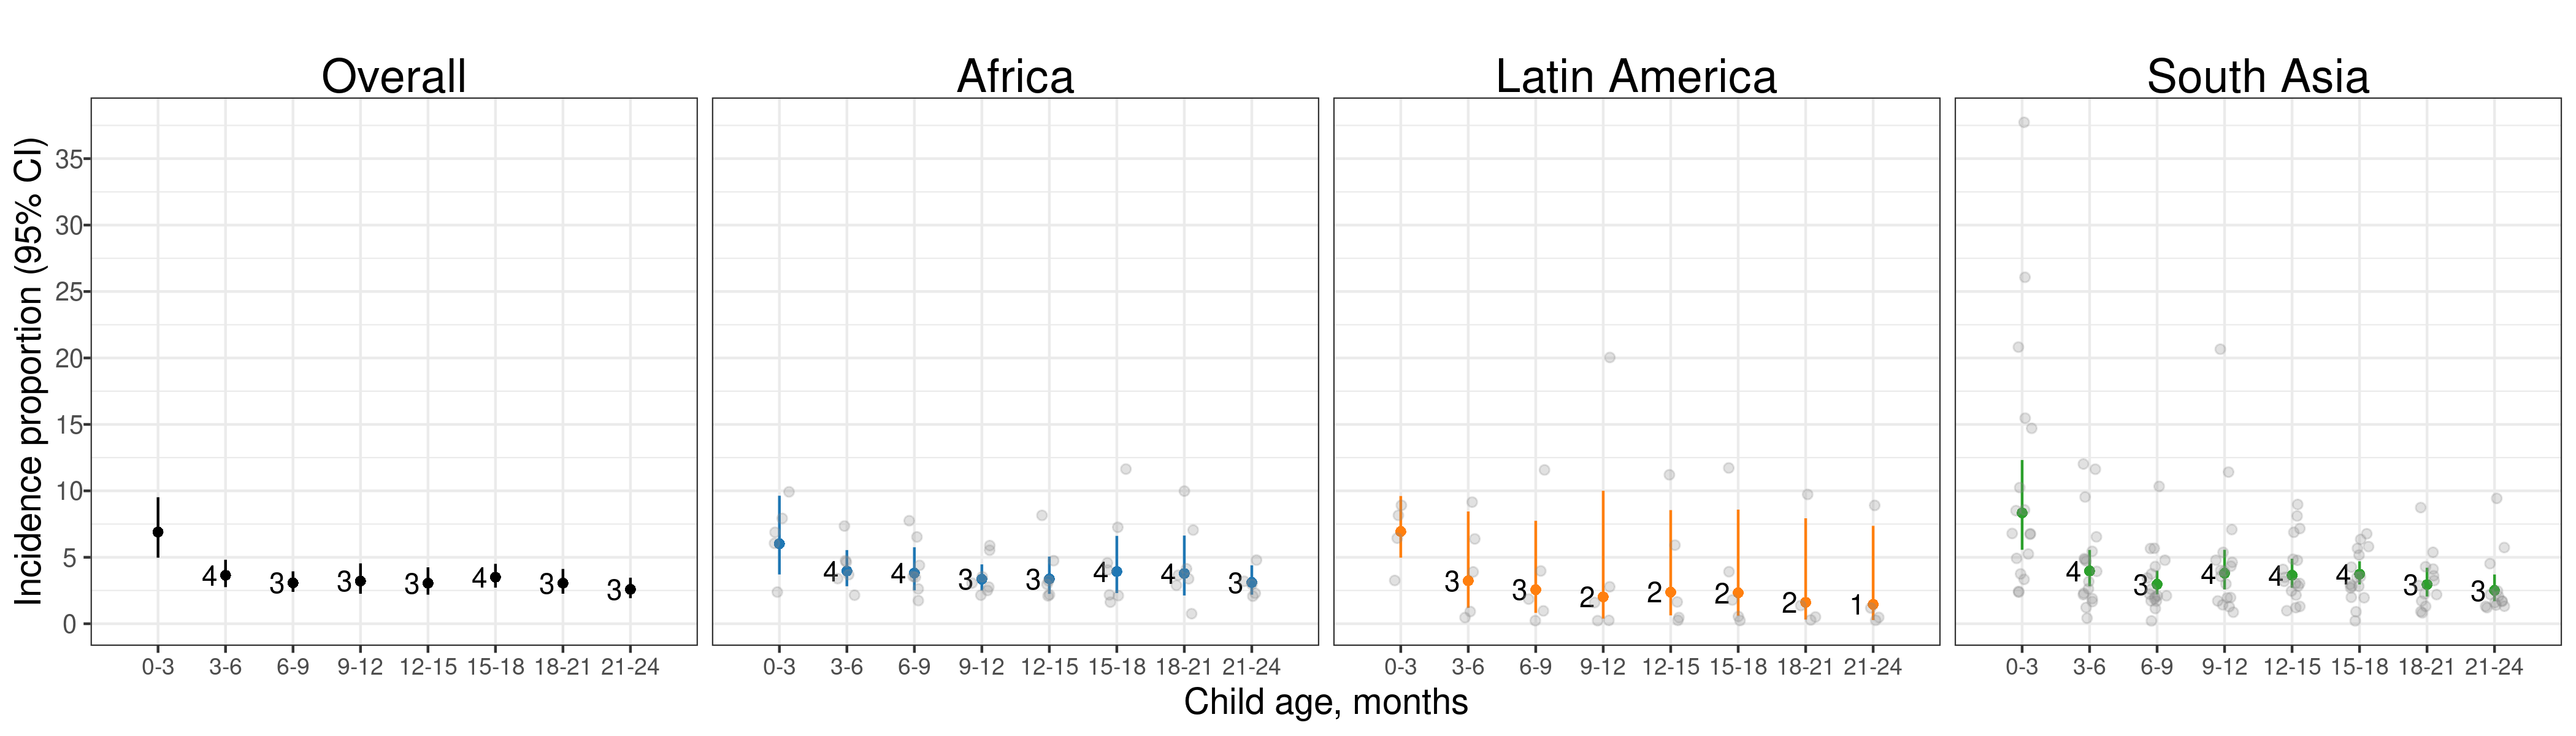 Overall Africa Latin America South Asia
Incidence proportion (95% CI)
35
30
25
20
15
10
5
0
4 3 3 3 4 3 3
4 4 3 3 4 4 3
3 3 2 2 2 2 1
4 3 4 4 4 3 3
0-3 3-6 6-9 9-12 12-15 15-18 18-21 21-24 0-3 3-6 6-9 9-12 12-15 15-18 18-21 21-24 0-3 3-6 6-9 9-12 12-15 15-18 18-21 21-24 0-3 3-6 6-9 9-12 12-15 15-18 18-21 21-24
Child age, months